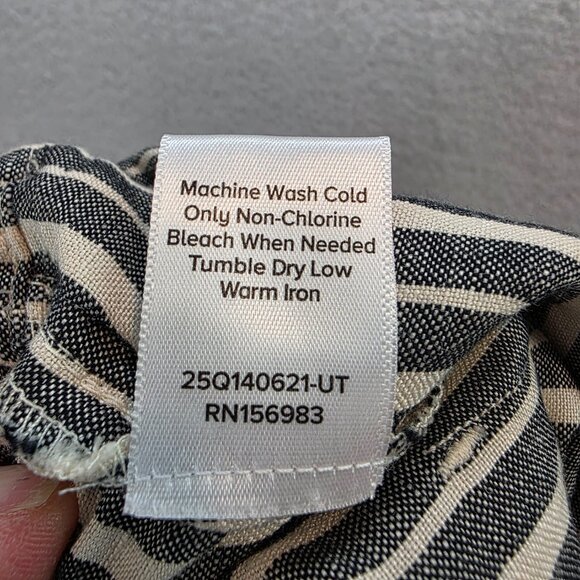 Machine Wash Cold
Only Non-Chlorine
Bleach When Needed
Tumble Dry Low
Warm Iron
25Q140621-UT
RN156983